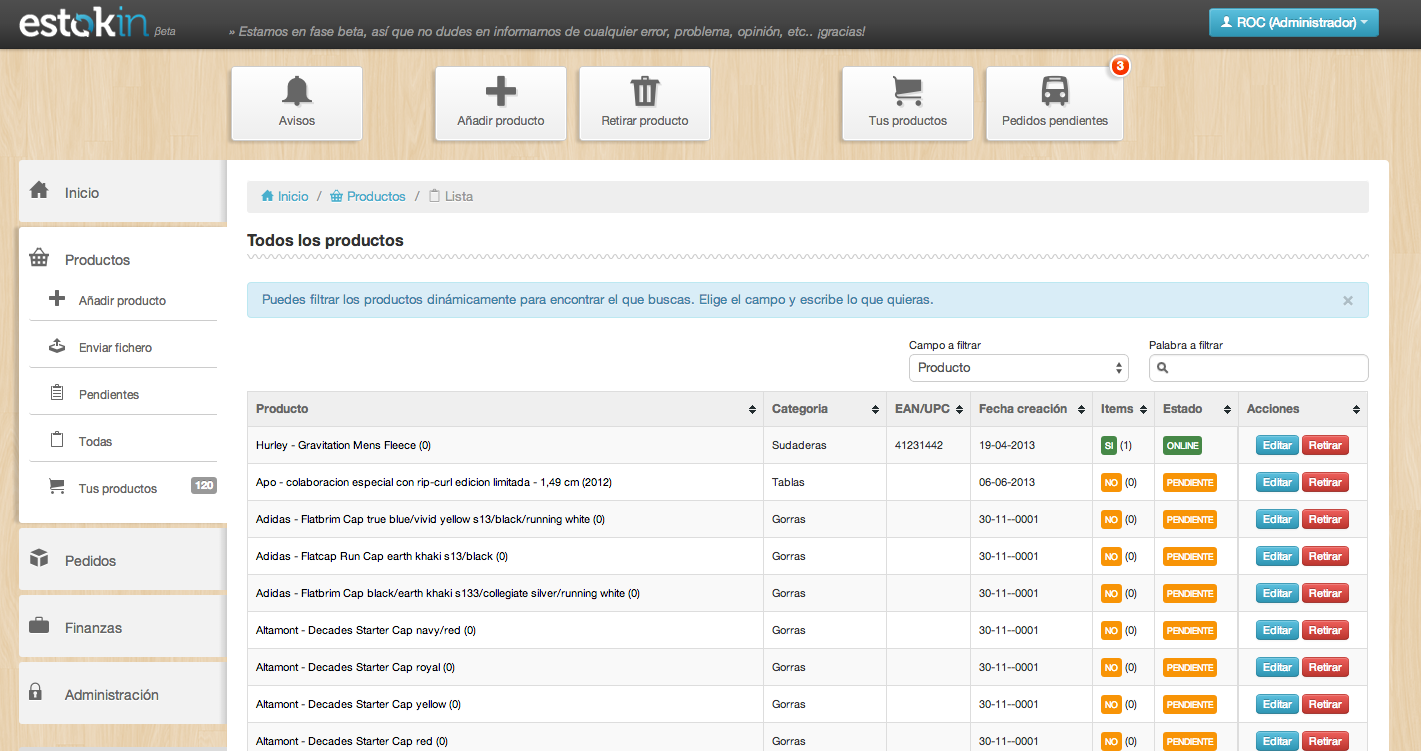 estokin Beta
» Estamos en fase beta, así que no dudes en informarnos de cualquier error, problema, opinión, etc.. ¡gracias!
ROC (Administrador)
Avisos
Añadir producto
Retirar producto
Tus productos
Pedidos pendientes
3
Inicio
Productos
Añadir producto
Enviar fichero
Pendientes
Todas
Tus productos 120
Pedidos
Finanzas
Administración
Inicio / Productos / Lista
Todos los productos
Puedes filtrar los productos dinámicamente para encontrar el que buscas. Elige el campo y escribe lo que quieras. ×
Campo a filtrar Palabra a filtrar
Producto
Producto Categoria EAN/UPC Fecha creación Items Estado Acciones
Hurley - Gravitation Mens Fleece (0) Sudaderas 41231442 19-04-2013 SI (1) ONLINE Editar Retirar
Apo - colaboracion especial con rip-curl edicion limitada - 1,49 cm (2012) Tablas 06-06-2013 NO (0) PENDIENTE Editar Retirar
Adidas - Flatbrim Cap true blue/vivid yellow s13/black/running white (0) Gorras 30-11--0001 NO (0) PENDIENTE Editar Retirar
Adidas - Flatcap Run Cap earth khaki s13/black (0) Gorras 30-11--0001 NO (0) PENDIENTE Editar Retirar
Adidas - Flatbrim Cap black/earth khaki s133/collegiate silver/running white (0) Gorras 30-11--0001 NO (0) PENDIENTE Editar Retirar
Altamont - Decades Starter Cap navy/red (0) Gorras 30-11--0001 NO (0) PENDIENTE Editar Retirar
Altamont - Decades Starter Cap royal (0) Gorras 30-11--0001 NO (0) PENDIENTE Editar Retirar
Altamont - Decades Starter Cap yellow (0) Gorras 30-11--0001 NO (0) PENDIENTE Editar Retirar
Altamont - Decades Starter Cap red (0) Gorras 30-11--0001 NO (0) PENDIENTE Editar Retirar